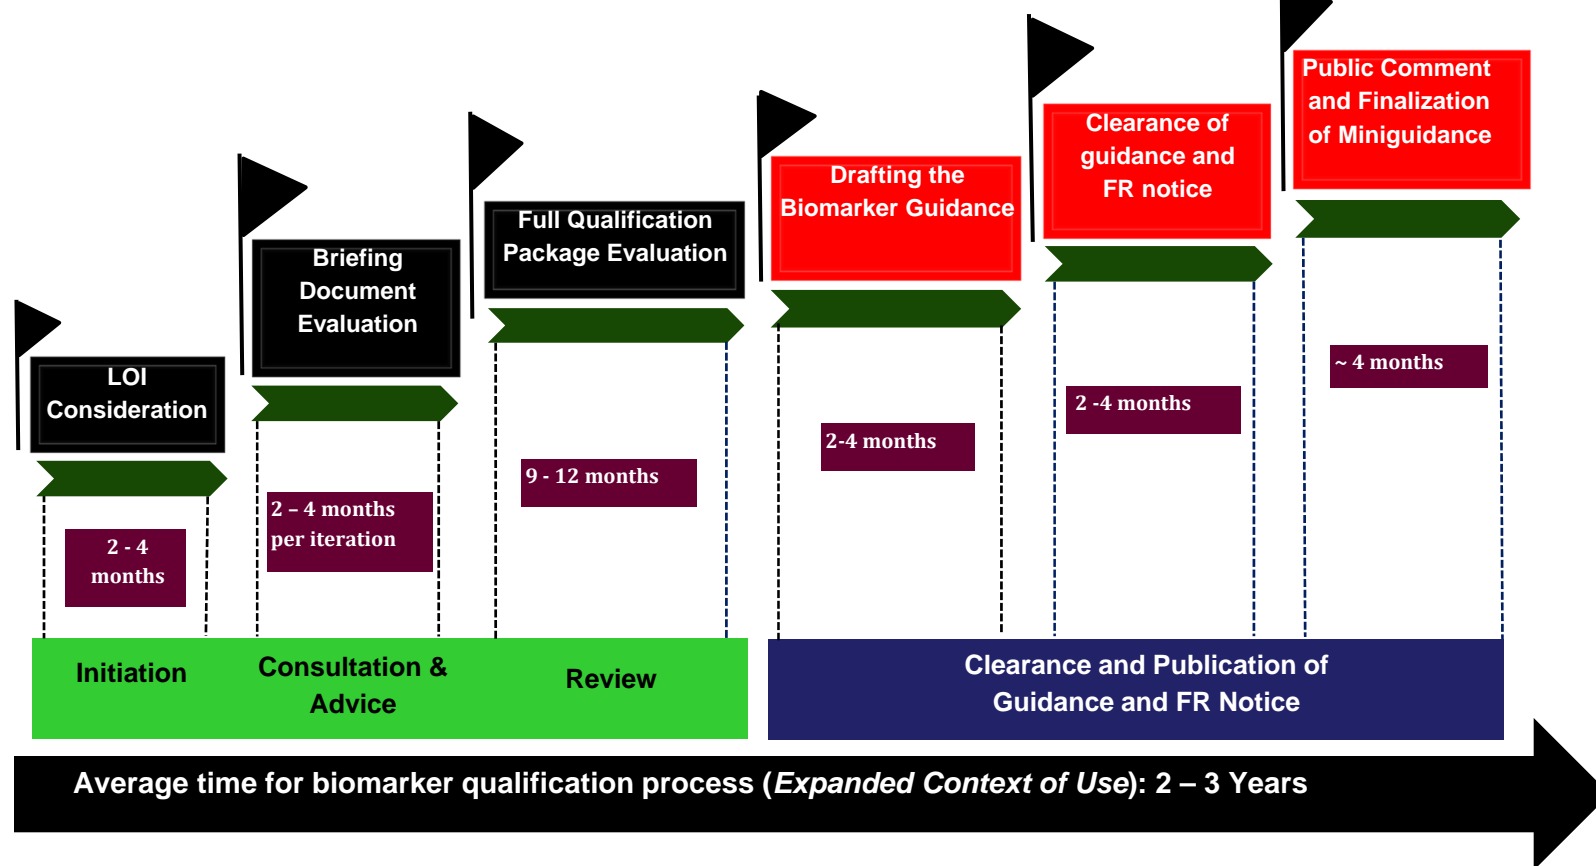 LOI
Consideration
Briefing
Document
Evaluation
Full Qualification
Package Evaluation
Drafting the
Biomarker Guidance
Clearance of
guidance and
FR notice
Public Comment
and Finalization
of Miniguidance
2 - 4
months
2 – 4 months
per iteration
9 - 12 months
2-4 months
2 -4 months
~ 4 months
Initiation
Consultation &
Advice
Review
Clearance and Publication of
Guidance and FR Notice
Average time for biomarker qualification process (Expanded Context of Use): 2 – 3 Years